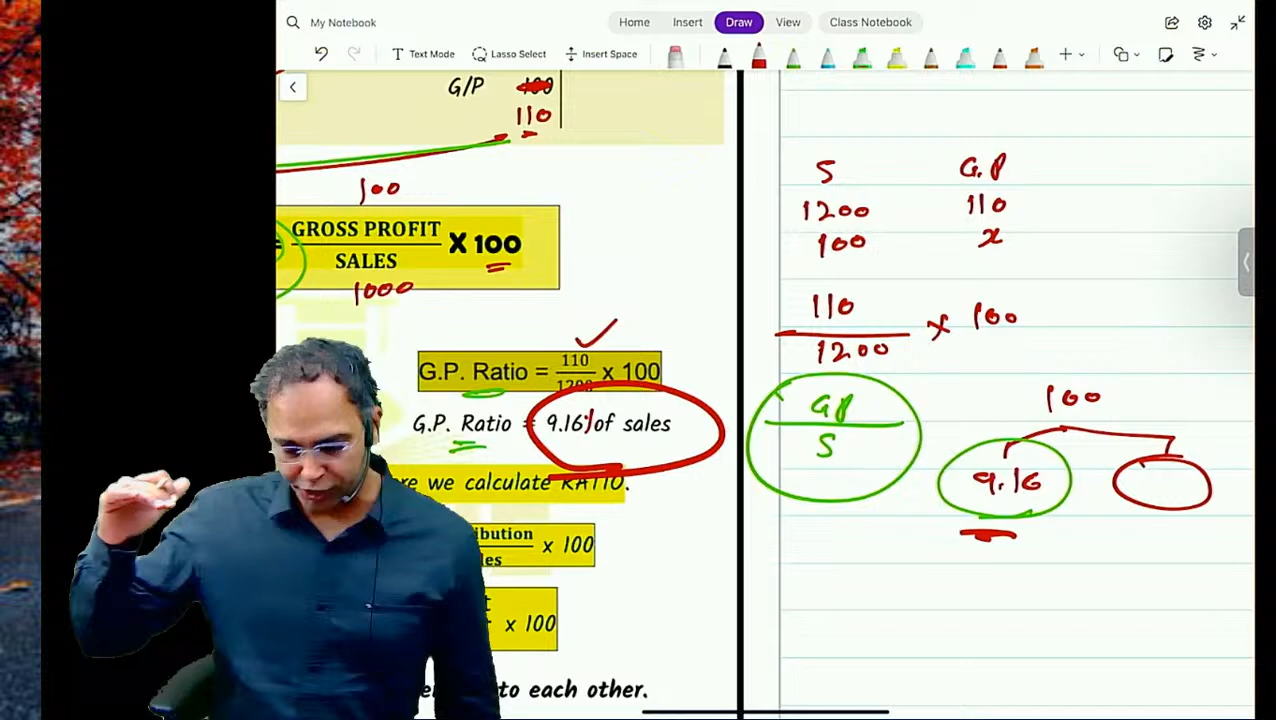 My Notebook
Home Insert Draw View Class Notebook
Text Mode Lasso Select Insert Space
G/P 100
110
100
GROSS PROFIT
SALES
X 100
1000
G.P. Ratio = 110 x 100
1200
G.P. Ratio = 9.16% of sales
we calculate RATIO.
x 100
x 100
to each other.
S G.P
1200 110
100 x
110
1200
x 100
GP
S
100
9.16